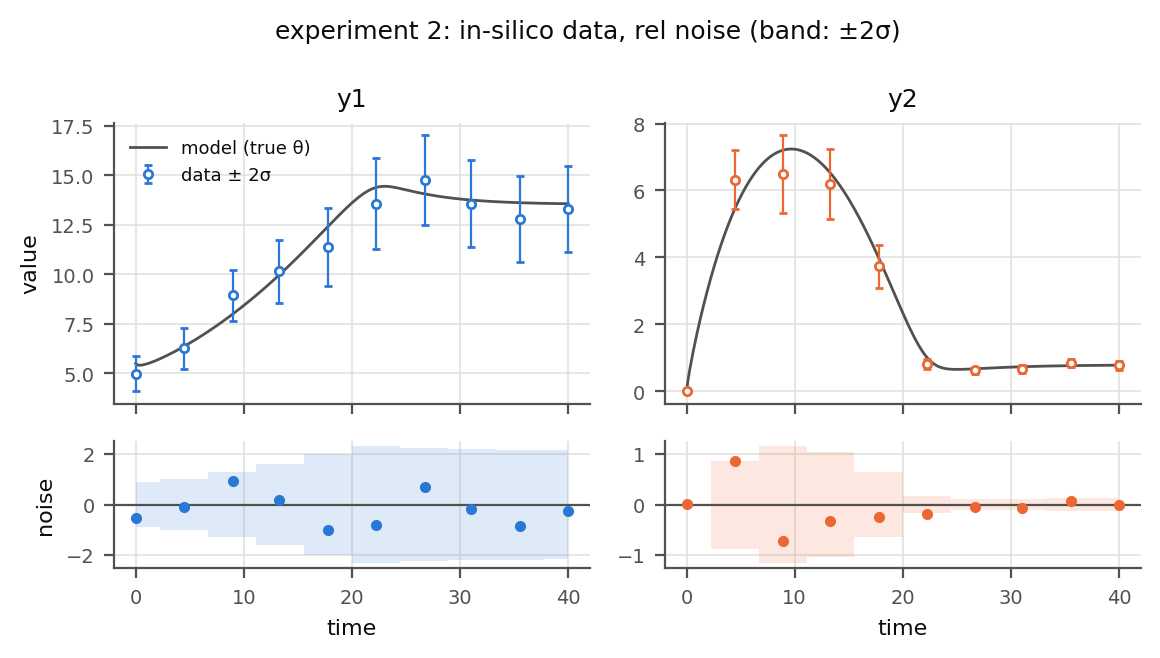 experiment 2: in-silico data, rel noise (band: ±2σ)
y1
y2
17.5
15.0
12.5
10.0
7.5
5.0
value
model (true θ)
data ± 2σ
8
6
4
2
0
2
0
−2
noise
1
0
−1
0 10 20 30 40
time
0 10 20 30 40
time